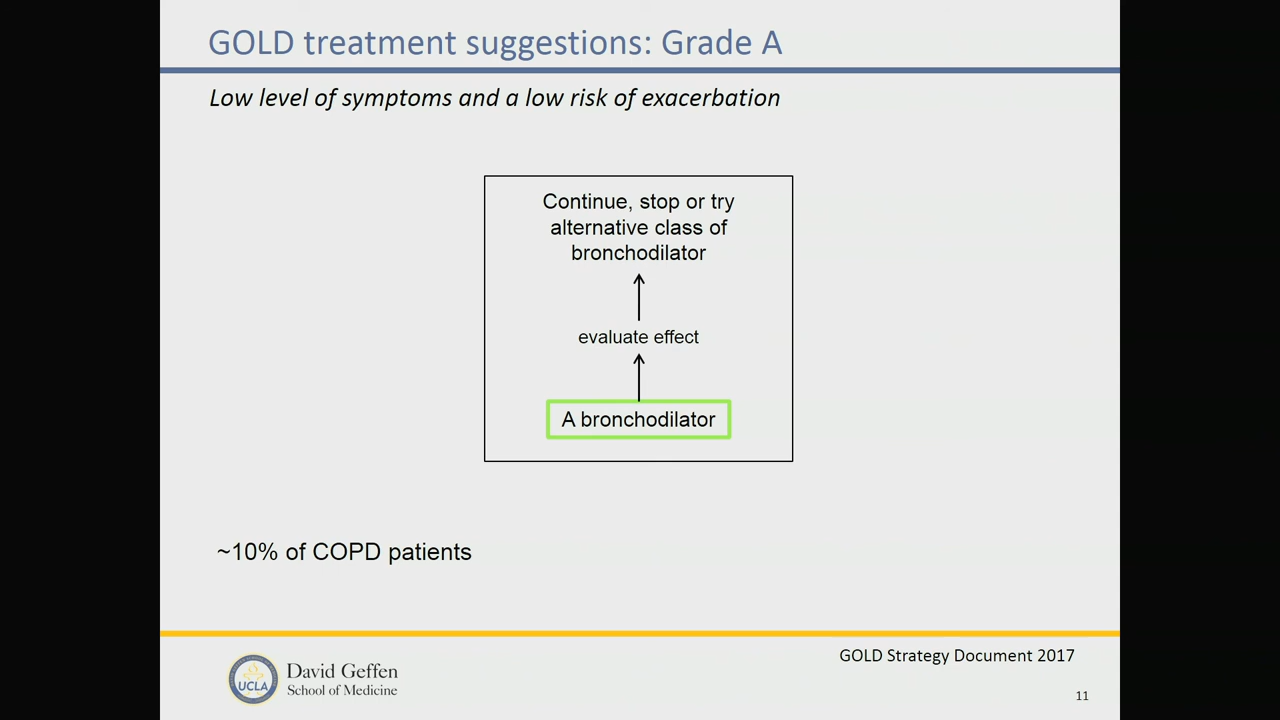 GOLD treatment suggestions: Grade A
Low level of symptoms and a low risk of exacerbation
Continue, stop or try
alternative class of
bronchodilator
evaluate effect
A bronchodilator
~10% of COPD patients
GOLD Strategy Document 2017
UCLA
David Geffen
School of Medicine
11